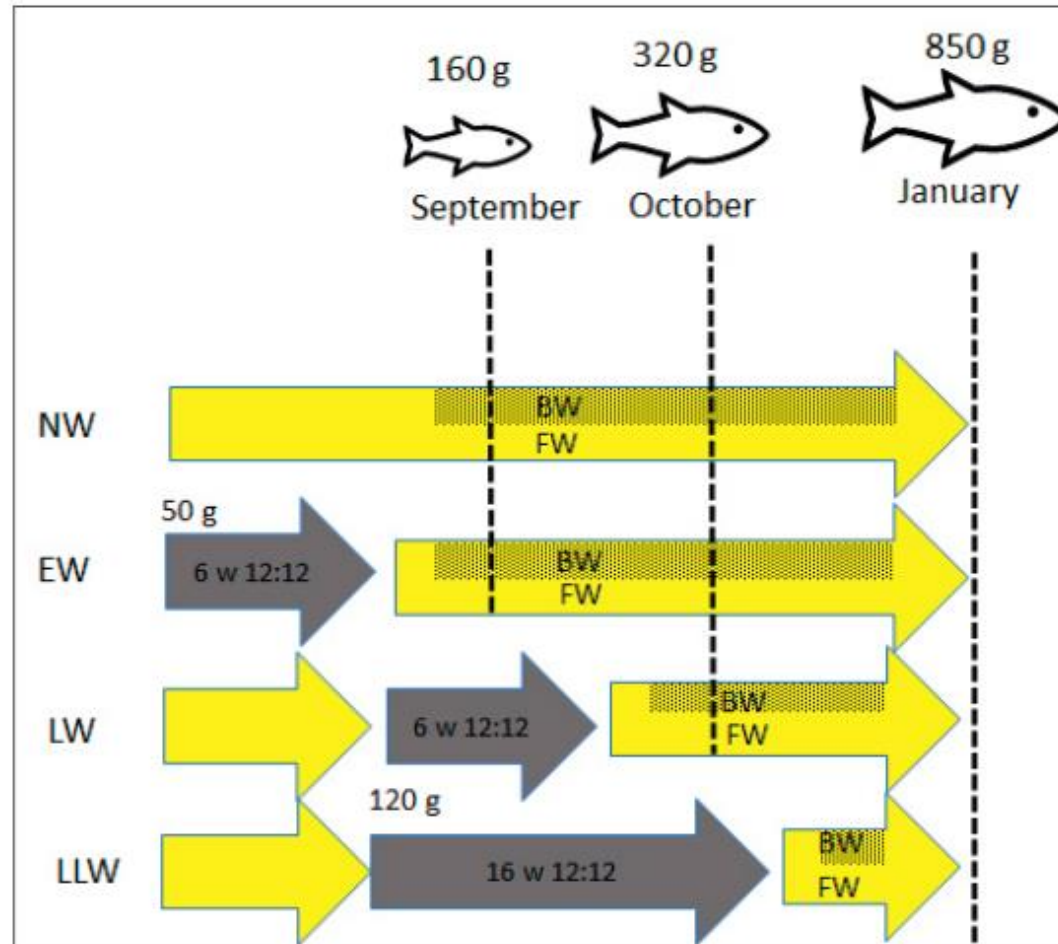 160 g
320 g
850 g
September
October
January
NW
BW
FW
50 g
EW
6 w 12:12
BW
FW
LW
6 w 12:12
BW
FW
120 g
LLW
16 w 12:12
BW
FW